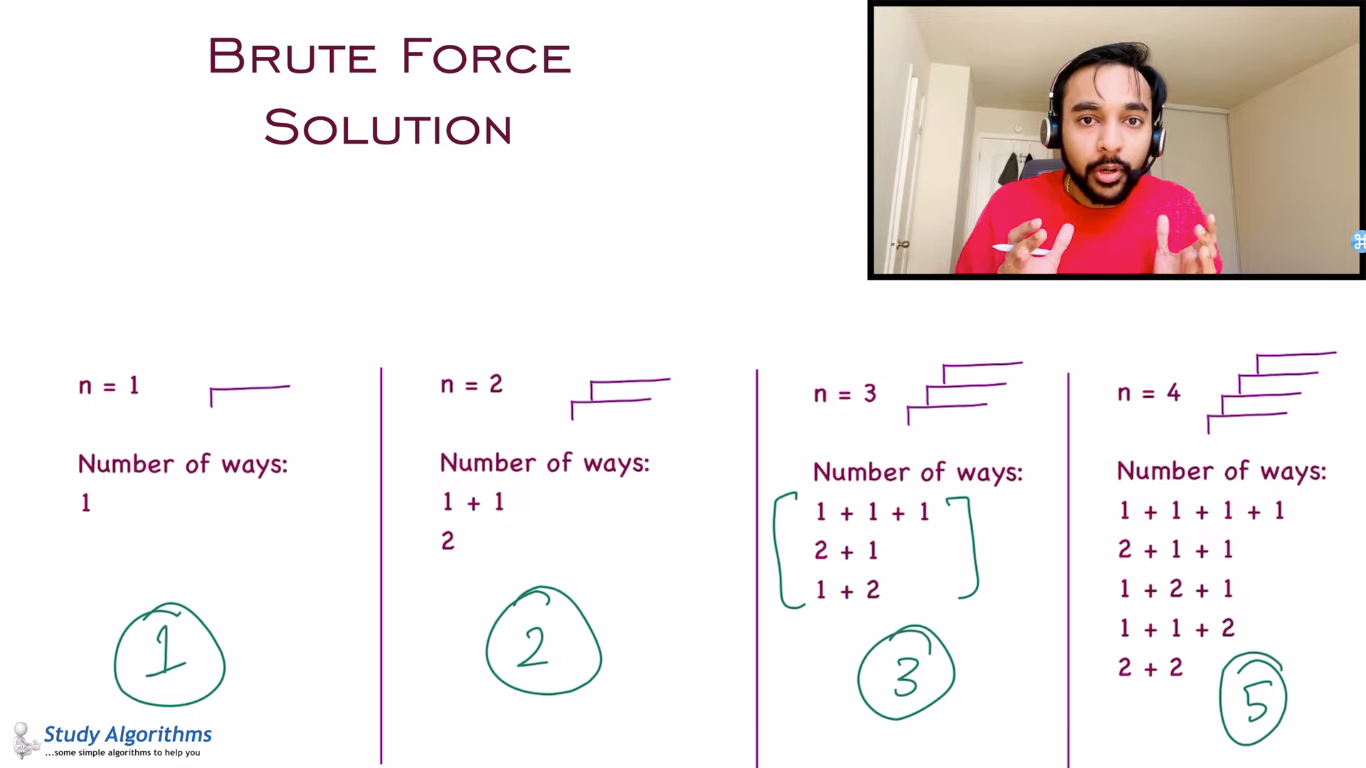 BRUTE FORCE
SOLUTION
n = 1
Number of ways:
1
1
n = 2
Number of ways:
1 + 1
2
2
n = 3
Number of ways:
1 + 1 + 1
2 + 1
1 + 2
3
n = 4
Number of ways:
1 + 1 + 1 + 1
2 + 1 + 1
1 + 2 + 1
1 + 1 + 2
2 + 2
5
Study Algorithms
...some simple algorithms to help you